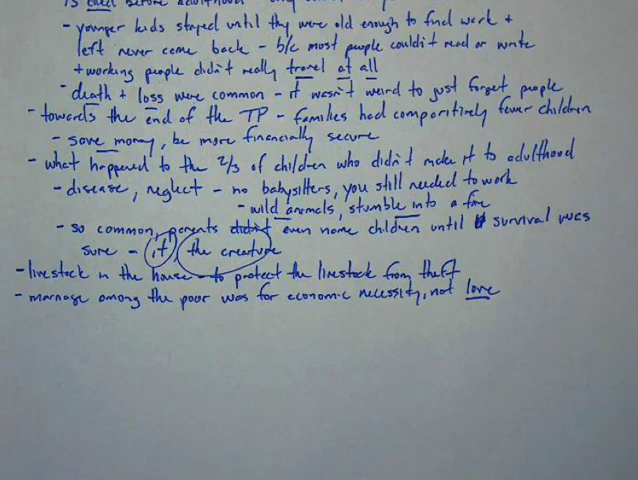 is died before adulthood
- younger kids stayed until thy were old enough to find work +
left never come back - b/c most people couldn't read or write
+ working people didn't really travel at all
- death + loss were common - it wasn't weird to just forget people
- towards the end of the TP - families had comparitively fewer children
- save money, be more financially secure
- what happened to the 2/3 of children who didn't make it to adulthood
- disease, neglect - no babysitters, you still needed to work
- wild animals, stumble into a fire
- so common, parents didn't even name children until survival was
sure - it, the creature
- livestock in the house - to protect the livestock from theft
- marriage among the poor was for economic necessity, not love